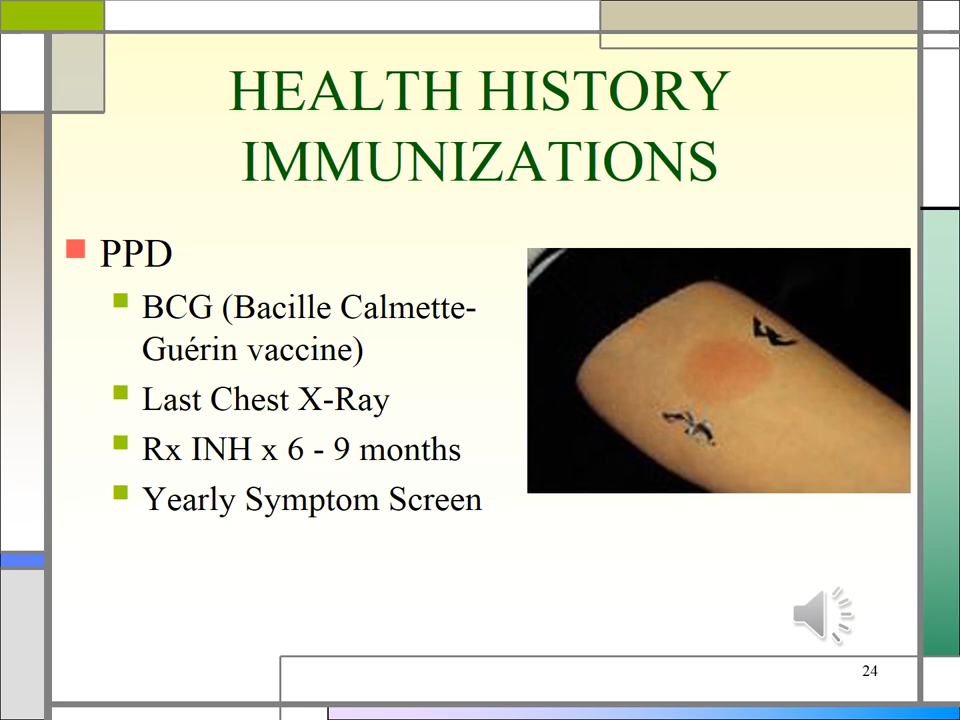 HEALTH HISTORY
IMMUNIZATIONS
PPD
BCG (Bacille Calmette-
Guérin vaccine)
Last Chest X-Ray
Rx INH x 6 - 9 months
Yearly Symptom Screen
24